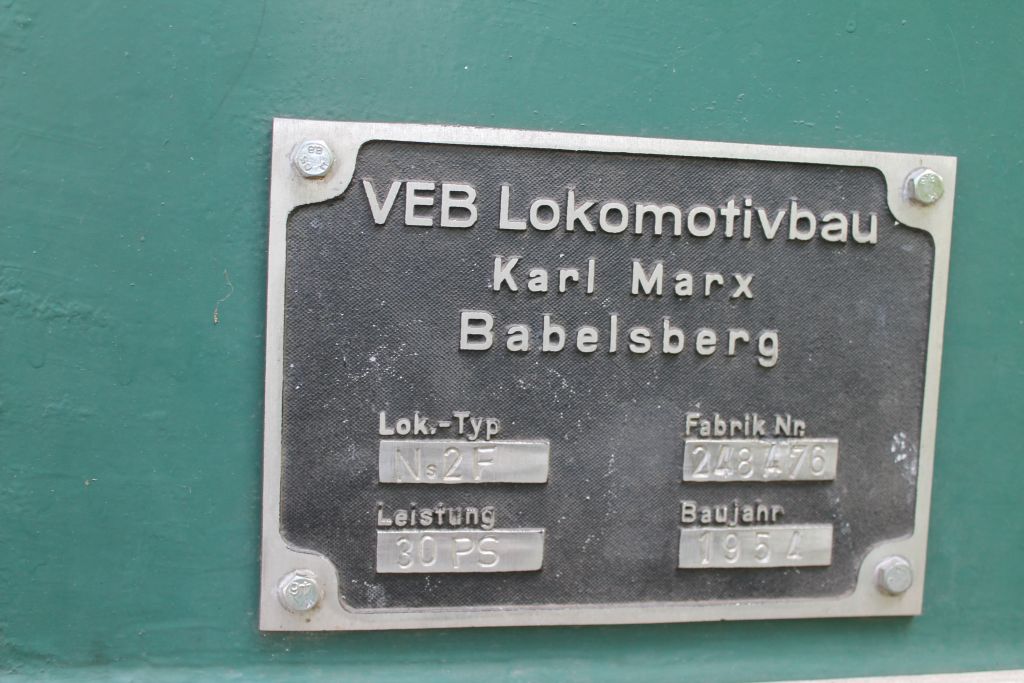 VEB Lokomotivbau
Karl Marx
Babelsberg
Lok.-Typ
Ns2F
Fabrik Nr.
248476
Leistung
30 PS
Baujahr
1954